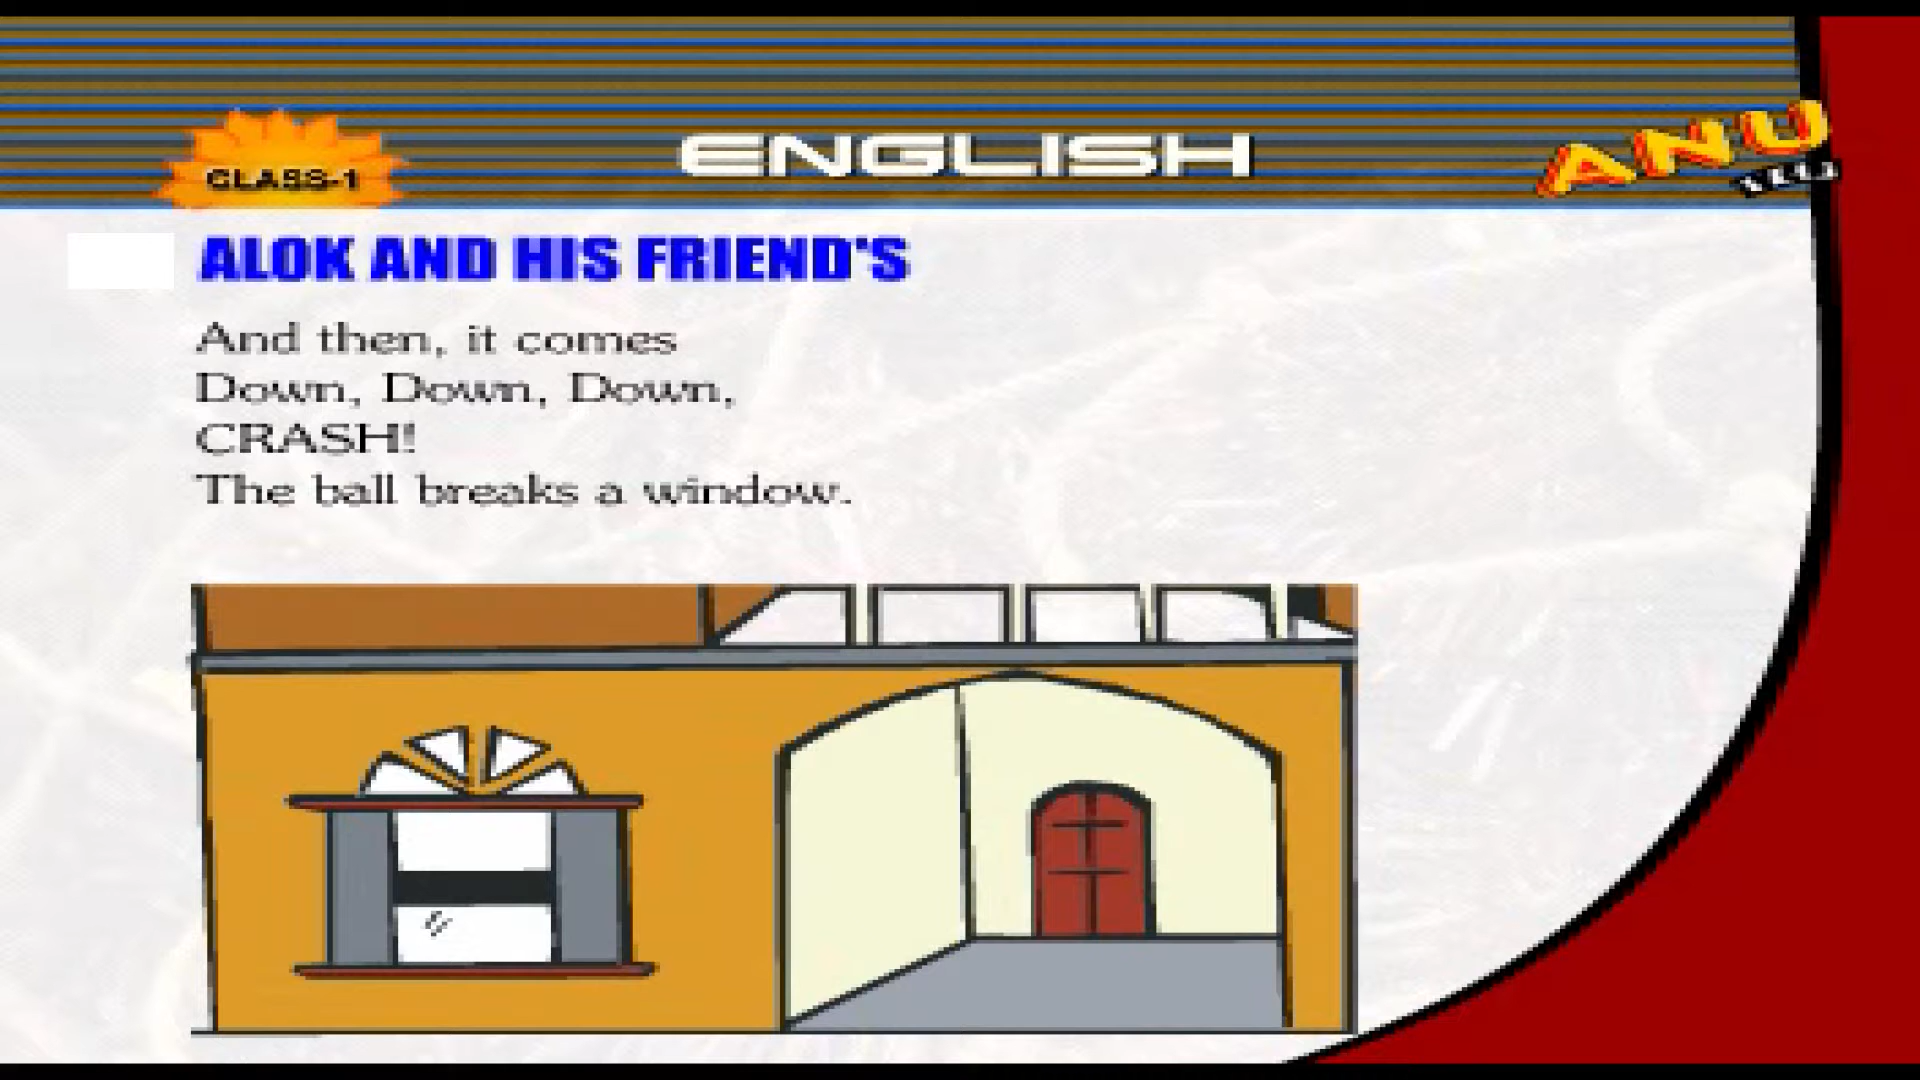 CLASS-1
ENGLISH
ANU
ALOK AND HIS FRIEND'S
And then, it comes
Down, Down, Down,
CRASH!
The ball breaks a window.